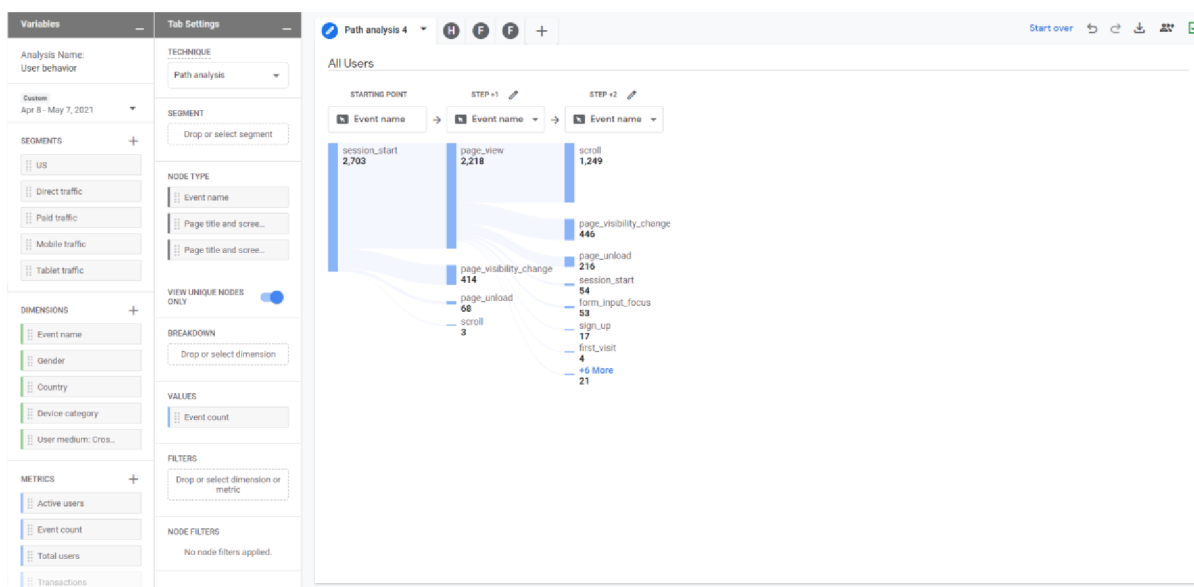 Variables
Analysis Name:
User behavior
Custom
Apr 8 - May 7, 2021
SEGMENTS
US
Direct traffic
Paid traffic
Mobile traffic
Tablet traffic
DIMENSIONS
Event name
Gender
Country
Device category
User medium: Cros..
METRICS
Active users
Event count
Total users
Transactions
Tab Settings
TECHNIQUE
Path analysis
SEGMENT
Drop or select segment
NODE TYPE
Event name
Page title and scree...
Page title and scree...
VIEW UNIQUE NODES
ONLY
BREAKDOWN
Drop or select dimension
VALUES
Event count
FILTERS
Drop or select dimension or
metric
NODE FILTERS
No node filters applied.
Path analysis 4
H
F
F
Start over
All Users
STARTING POINT
STEP +1
STEP +2
Event name
Event name
Event name
session_start
2,703
page_view
2,218
page_visibility_change
414
page_unload
68
scroll
3
scroll
1,249
page_visibility_change
446
page_unload
216
session_start
54
form_input_focus
53
sign_up
17
first_visit
4
+6 More
21